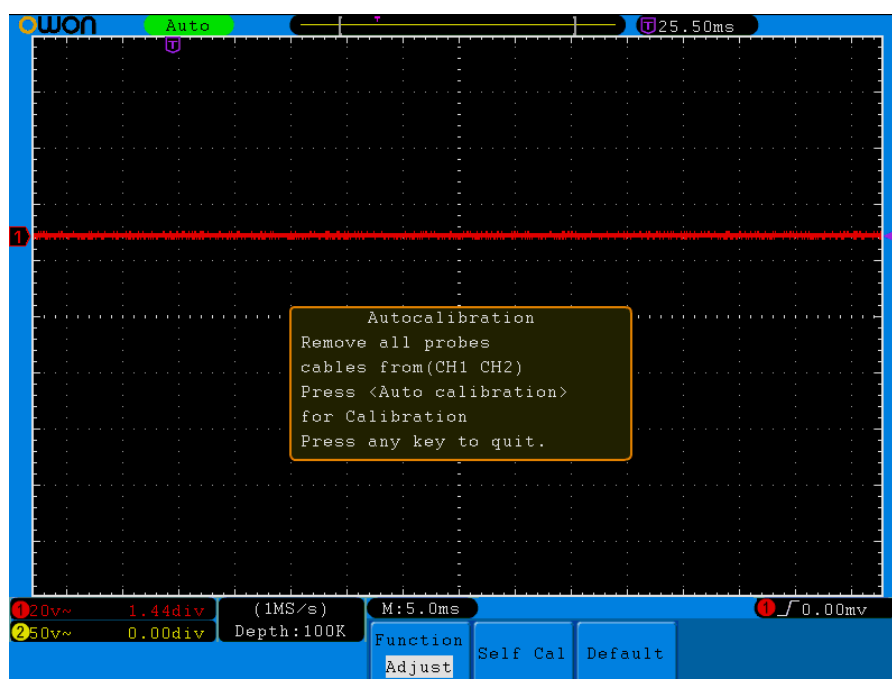 owon Auto T 25.50ms
T
1
Autocalibration
Remove all probes
cables from(CH1 CH2)
Press <Auto calibration>
for Calibration
Press any key to quit.
1 20v~ 1.44div (1MS/s) M:5.0ms 1 0.00mv
2 50v~ 0.00div Depth:100K
Function
Adjust
Self Cal
Default